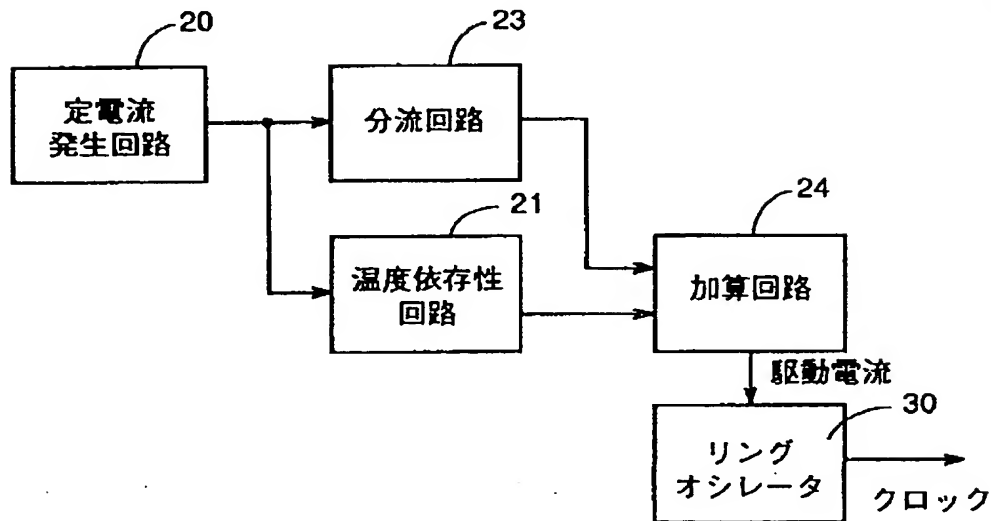 20
定電流
発生回路
23
分流回路
21
温度依存性
回路
24
加算回路
駆動電流
30
リング
オシレータ
クロック